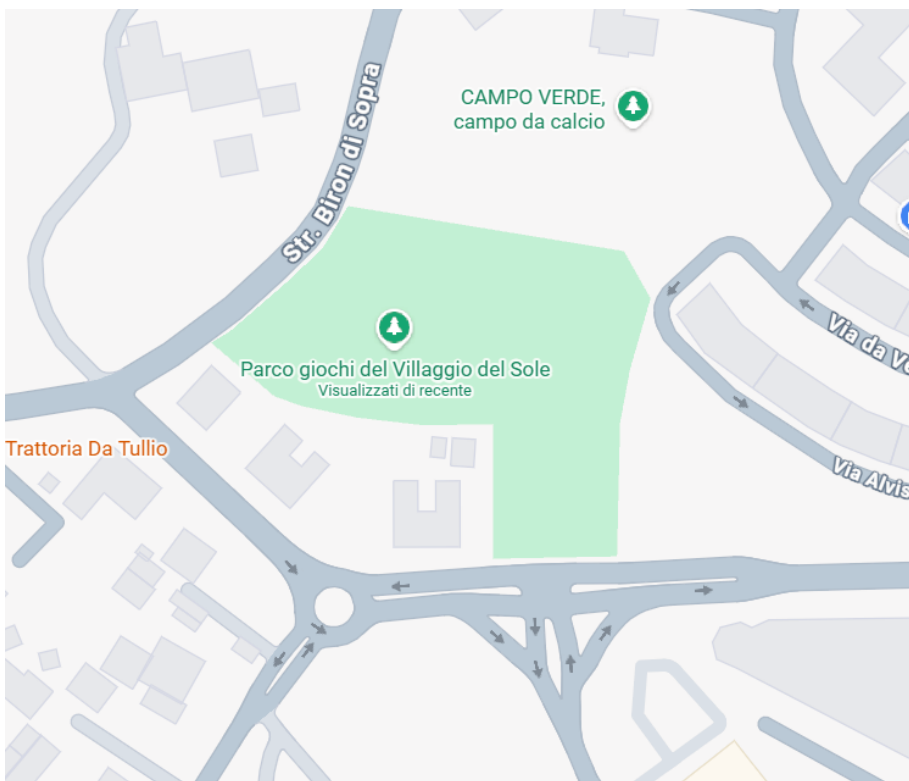 CAMPO VERDE,
campo da calcio
Str. Biron di Sopra
Parco giochi del Villaggio del Sole
Visualizzati di recente
Via da
Trattoria Da Tullio
Via Alvis